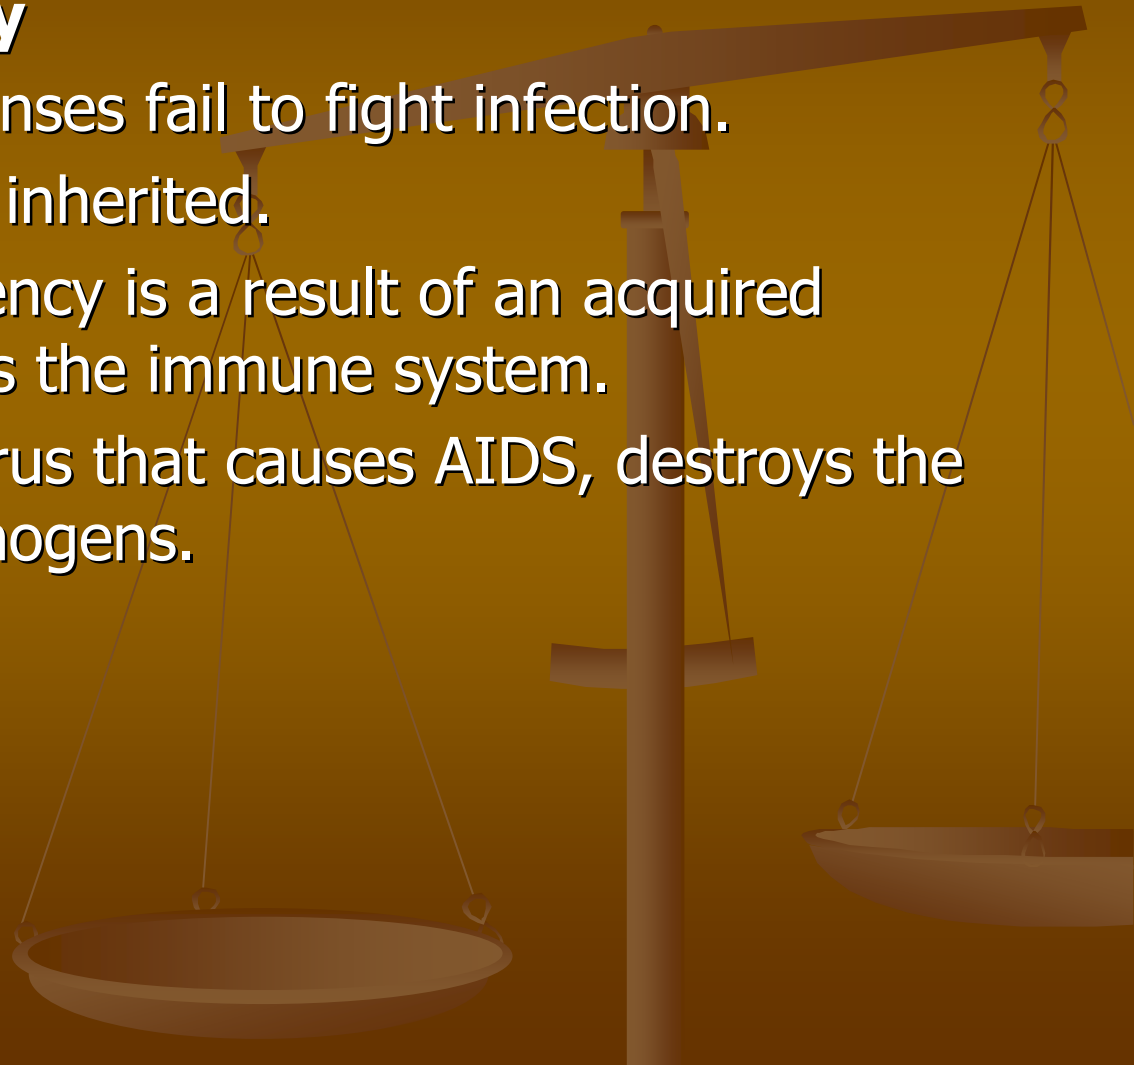 y
nses fail to fight infection.
inherited.
ency is a result of an acquired
s the immune system.
rus that causes AIDS, destroys the
nogens.